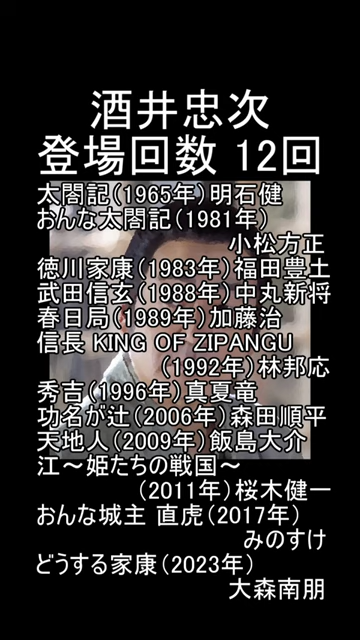 酒井忠次
登場回数 12回
太閤記(1965年)明石健
おんな太閤記(1981年)
小松方正
徳川家康(1983年)福田豊土
武田信玄(1988年)中丸新将
春日局(1989年)加藤治
信長 KING OF ZIPANGU
(1992年)林邦応
秀吉(1996年)真夏竜
功名が辻(2006年)森田順平
天地人(2009年)飯島大介
江～姫たちの戦国～
(2011年)桜木健一
おんな城主 直虎(2017年)
みのすけ
どうする家康(2023年)
大森南朋